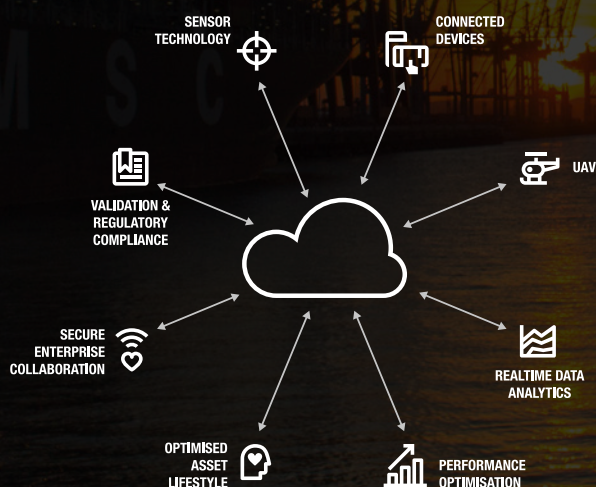 SENSOR
TECHNOLOGY
CONNECTED
DEVICES
UAV
VALIDATION &
REGULATORY
COMPLIANCE
SECURE
ENTERPRISE
COLLABORATION
REALTIME DATA
ANALYTICS
OPTIMISED
ASSET
LIFESTYLE
PERFORMANCE
OPTIMISATION
M S C